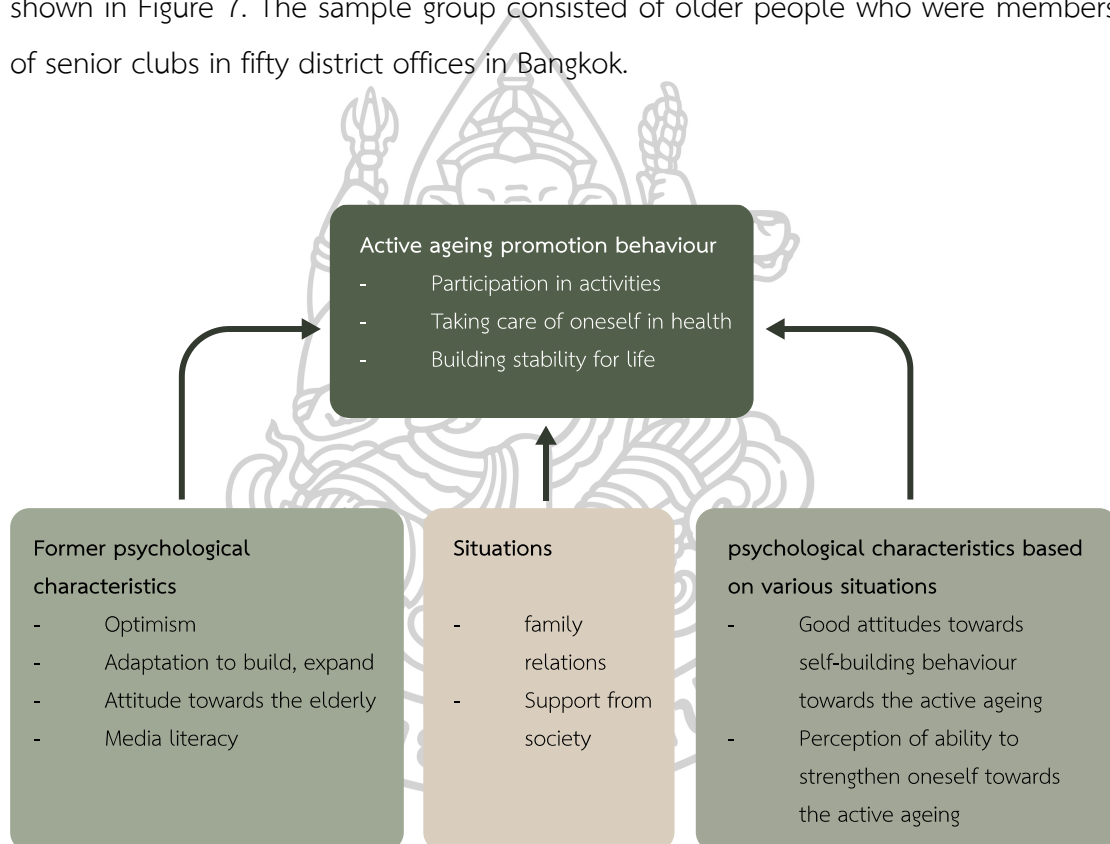 shown in Figure 7. The sample group consisted of older people who were members
of senior clubs in fifty district offices in Bangkok.
Active ageing promotion behaviour
- Participation in activities
- Taking care of oneself in health
- Building stability for life
Former psychological
characteristics
- Optimism
- Adaptation to build, expand
- Attitude towards the elderly
- Media literacy
Situations
- family
relations
- Support from
society
psychological characteristics based
on various situations
- Good attitudes towards
self-building behaviour
towards the active ageing
- Perception of ability to
strengthen oneself towards
the active ageing